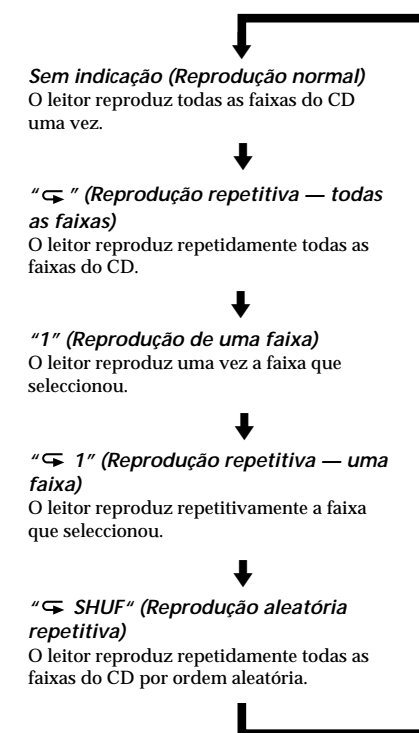 Sem indicação (Reprodução normal)
O leitor reproduz todas as faixas do CD
uma vez.
“ ” (Reprodução repetitiva — todas
as faixas)
O leitor reproduz repetidamente todas as
faixas do CD.
“1” (Reprodução de uma faixa)
O leitor reproduz uma vez a faixa que
seleccionou.
“ 1” (Reprodução repetitiva — uma
faixa)
O leitor reproduz repetitivamente a faixa
que seleccionou.
“ SHUF“ (Reprodução aleatória
repetitiva)
O leitor reproduz repetidamente todas as
faixas do CD por ordem aleatória.